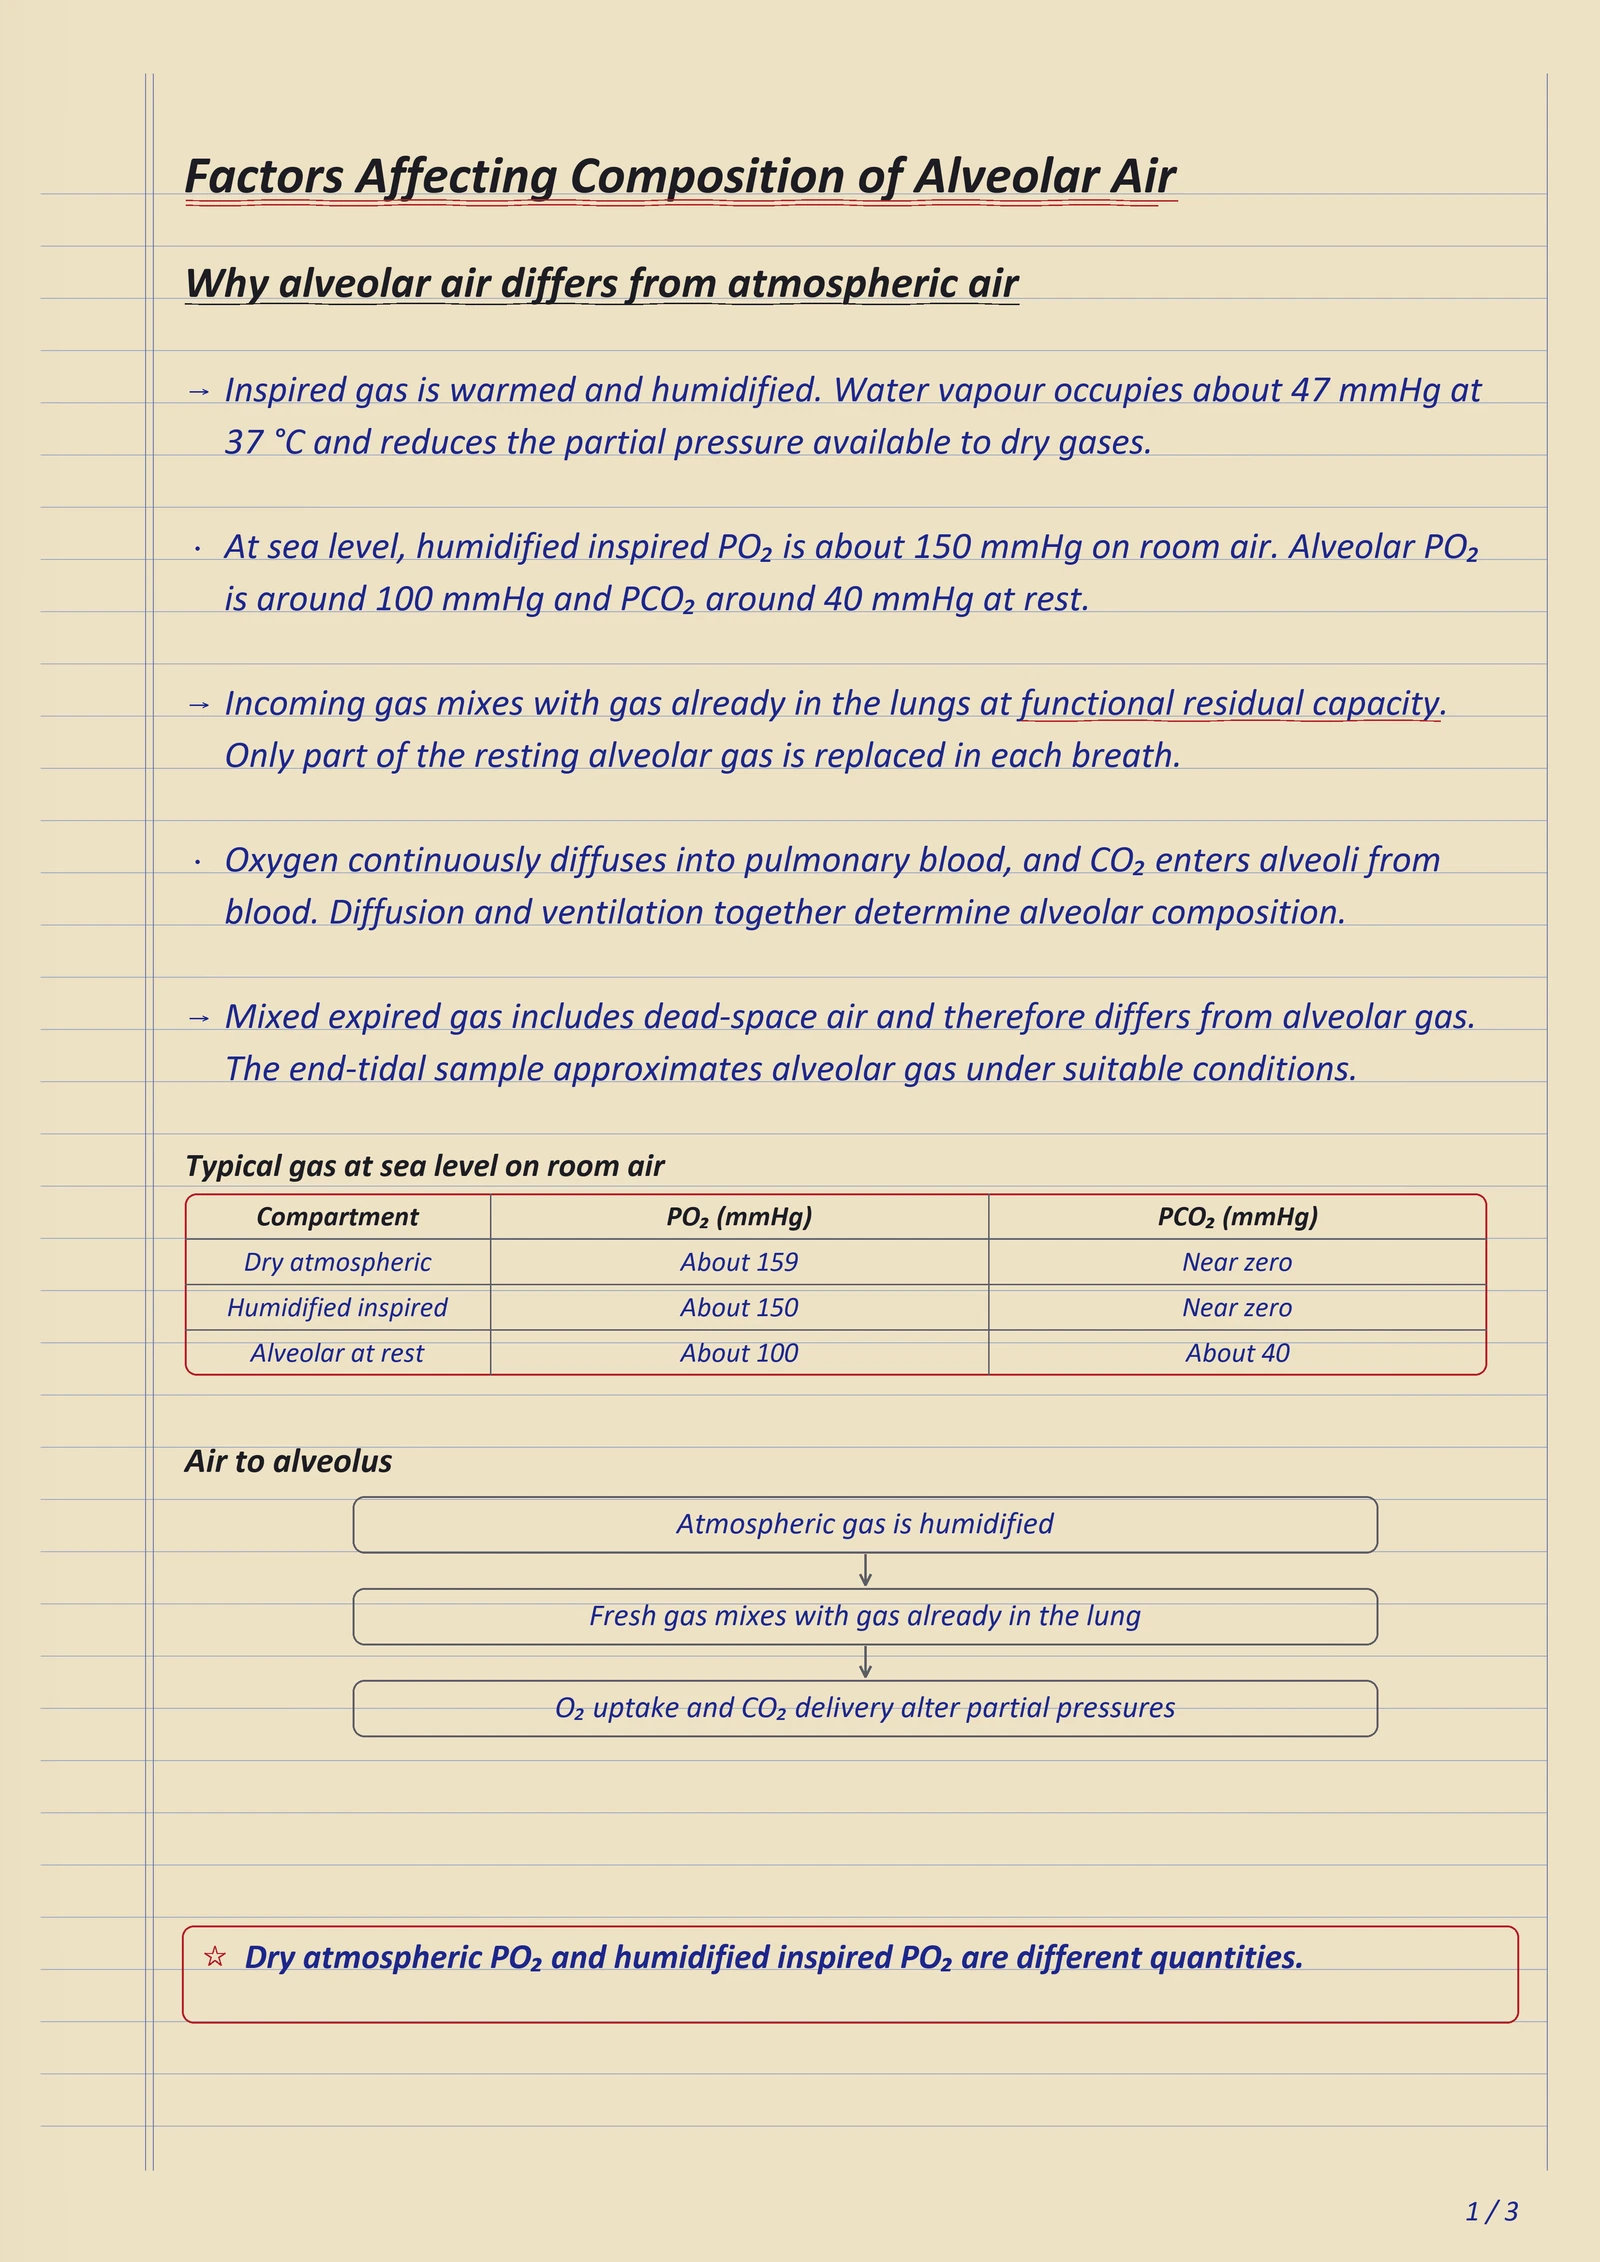 Factors Affecting Composition of Alveolar Air
Why alveolar air differs from atmospheric air
→ Inspired gas is warmed and humidified. Water vapour occupies about 47 mmHg at
37 °C and reduces the partial pressure available to dry gases.
· At sea level, humidified inspired PO₂ is about 150 mmHg on room air. Alveolar PO₂
is around 100 mmHg and PCO₂ around 40 mmHg at rest.
→ Incoming gas mixes with gas already in the lungs at functional residual capacity.
Only part of the resting alveolar gas is replaced in each breath.
· Oxygen continuously diffuses into pulmonary blood, and CO₂ enters alveoli from
blood. Diffusion and ventilation together determine alveolar composition.
→ Mixed expired gas includes dead-space air and therefore differs from alveolar gas.
The end-tidal sample approximates alveolar gas under suitable conditions.
Typical gas at sea level on room air
Compartment PO₂ (mmHg) PCO₂ (mmHg)
Dry atmospheric About 159 Near zero
Humidified inspired About 150 Near zero
Alveolar at rest About 100 About 40
Air to alveolus
Atmospheric gas is humidified
Fresh gas mixes with gas already in the lung
O₂ uptake and CO₂ delivery alter partial pressures
☆ Dry atmospheric PO₂ and humidified inspired PO₂ are different quantities.
1 / 3